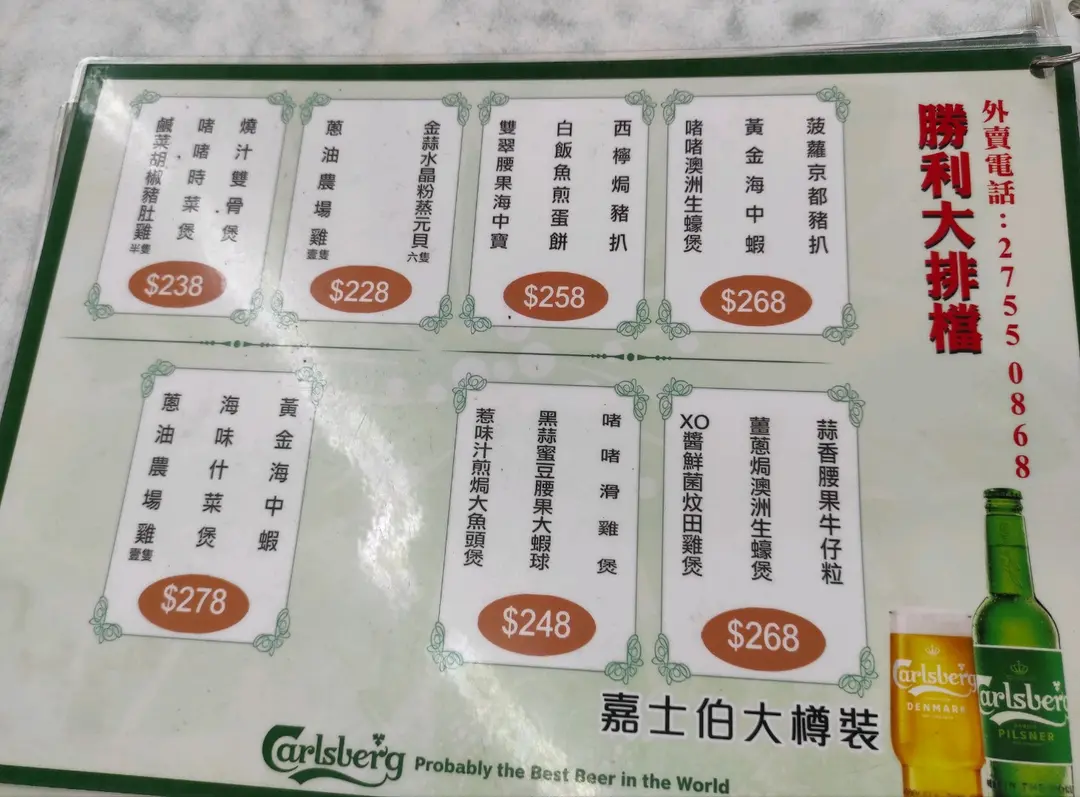 外賣電話:2755 0868
勝利大排檔
菠蘿京都豬扒
黃金海中蝦
啫啫澳洲生蠔煲
$268
西檸焗豬扒
白飯魚煎蛋餅
雙翠腰果海中寶
$258
金蒜水晶粉蒸元貝 六隻
蔥油農場雞 壹隻
$228
燒汁雙骨煲
啫啫時菜煲
鹹菜胡椒豬肚雞 半隻
$238
蒜香腰果牛仔粒
薑蔥焗澳洲生蠔煲
XO醬鮮菌炆田雞煲
$268
啫啫滑雞煲
黑蒜蜜豆腰果大蝦球
惹味汁煎焗大魚頭煲
$248
黃金海中蝦
海味什菜煲
蔥油農場雞 壹隻
$278
嘉士伯大樽裝
Carlsberg Probably the Best Beer in the World
Carlsberg
DENMARK
Carlsberg
PILSNER